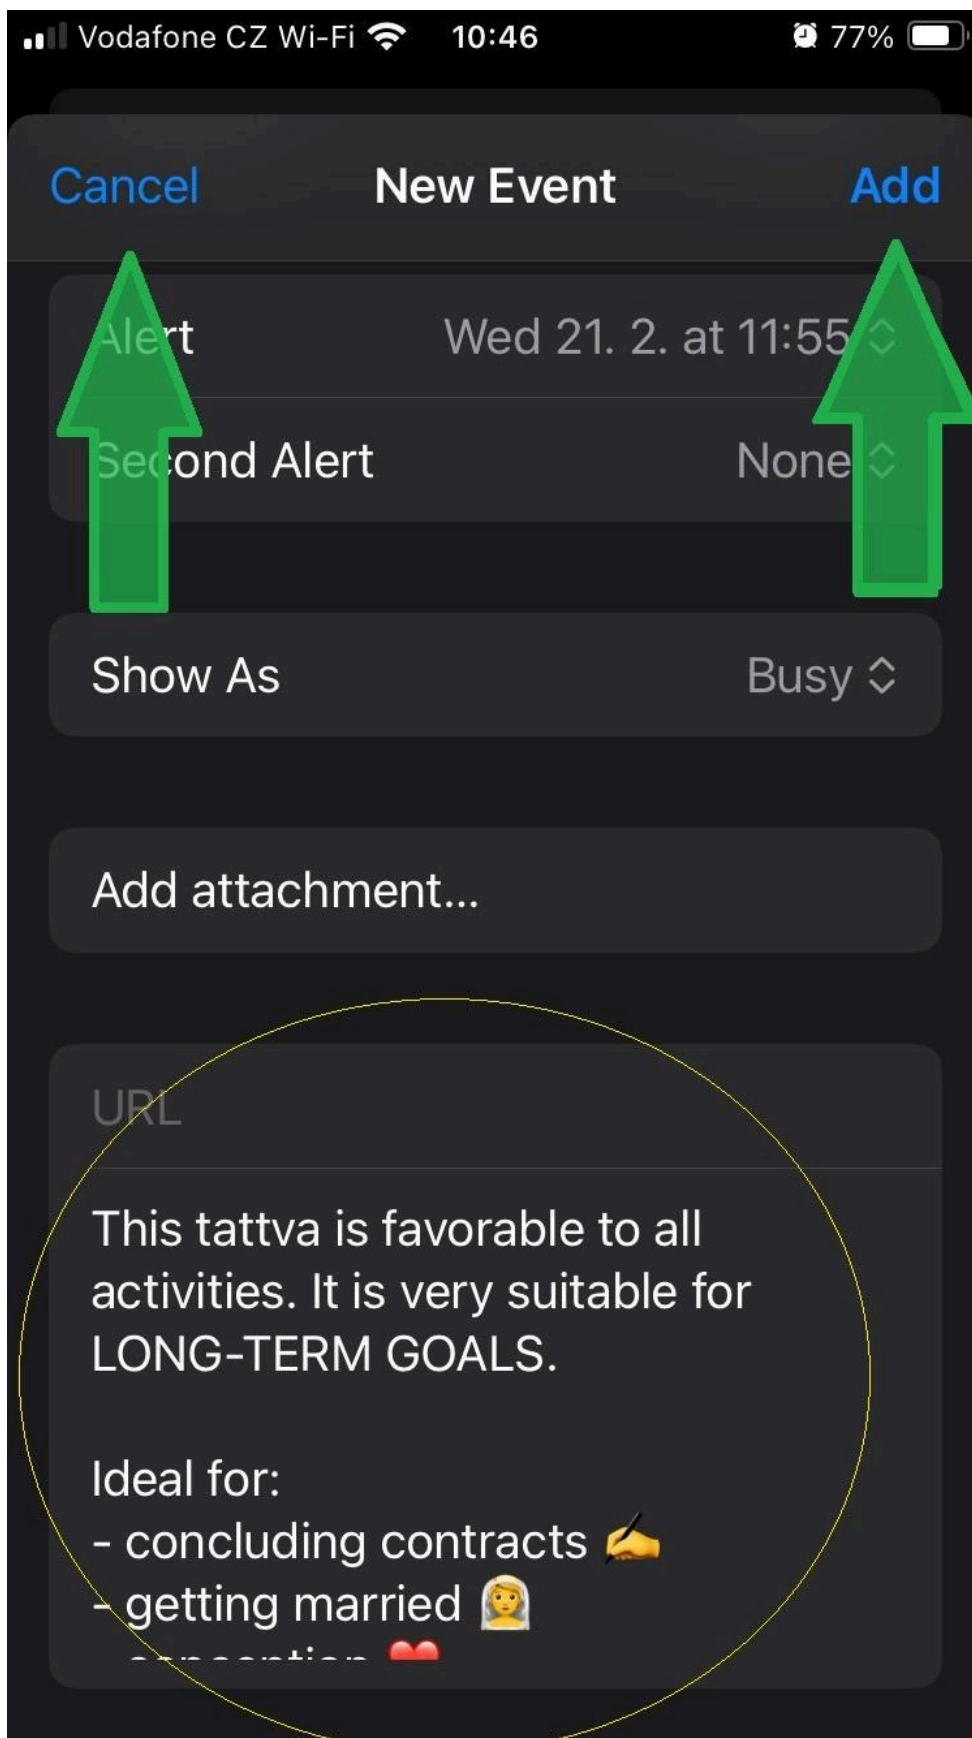 Vodafone CZ Wi-Fi 10:46 77%
Cancel New Event Add
Alert Wed 21. 2. at 11:55
Second Alert None
Show As Busy
Add attachment...
URL
This tattva is favorable to all
activities. It is very suitable for
LONG-TERM GOALS.
Ideal for:
- concluding contracts ✍️
- getting married 👰
- conception ❤️